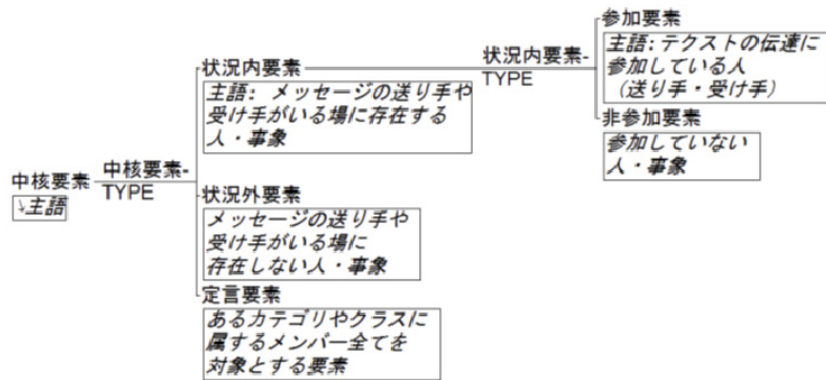 中核要素
↘主語
中核要素-
TYPE
状況内要素
主語: メッセージの送り手や
受け手がいる場に存在する
人・事象
状況内要素-
TYPE
参加要素
主語:テクストの伝達に
参加している人
(送り手・受け手)
非参加要素
参加していない
人・事象
状況外要素
メッセージの送り手や
受け手がいる場に
存在しない人・事象
定言要素
あるカテゴリやクラスに
属するメンバー全てを
対象とする要素